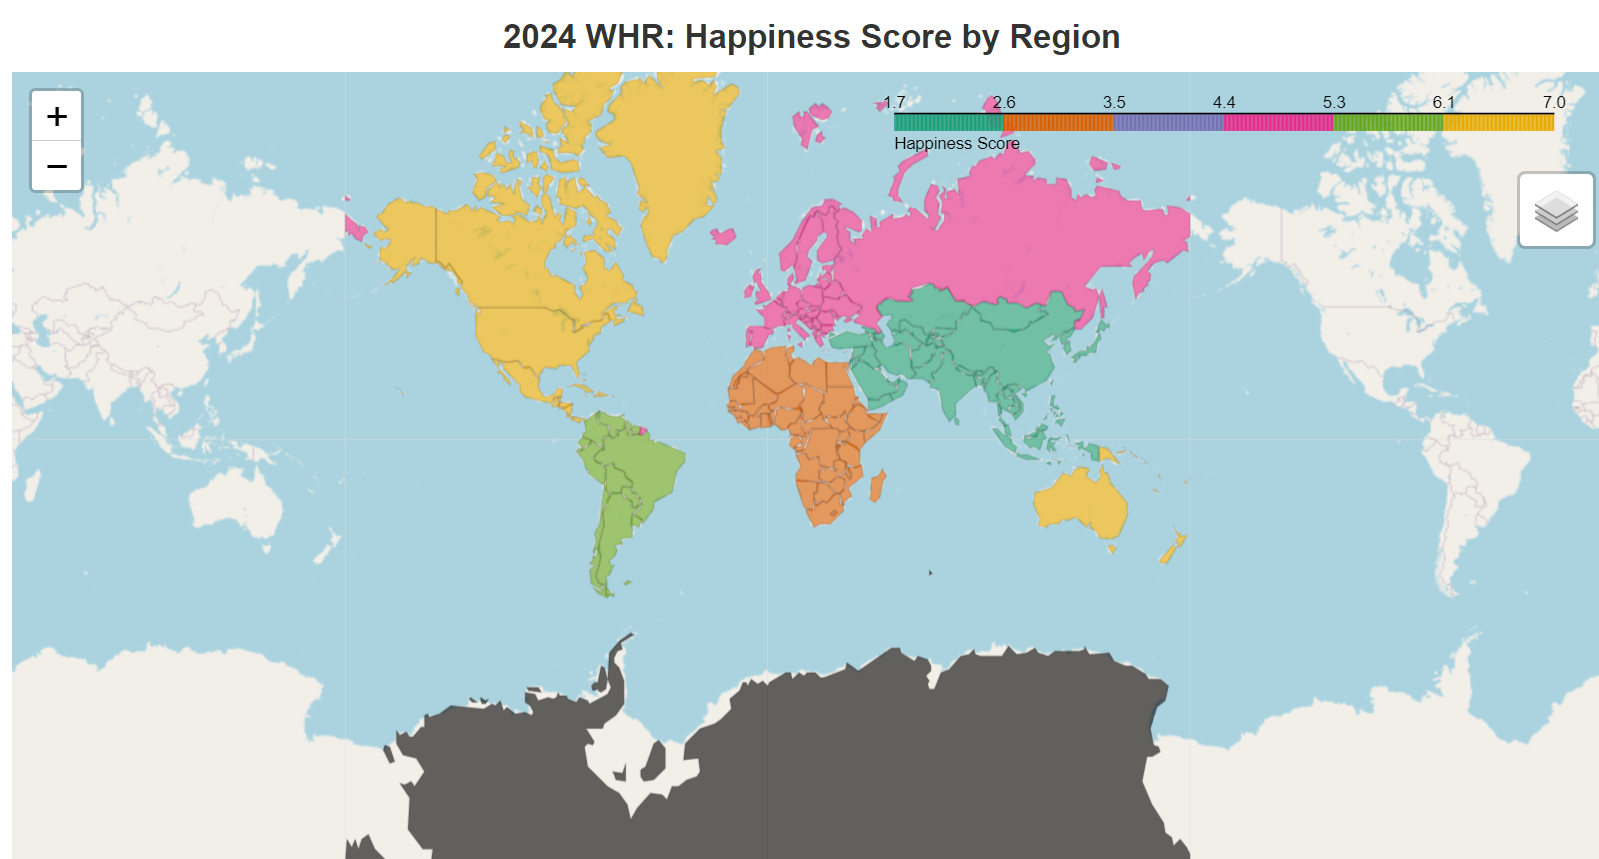 2024 WHR: Happiness Score by Region
+
−
1.7 2.6 3.5 4.4 5.3 6.1 7.0
Happiness Score